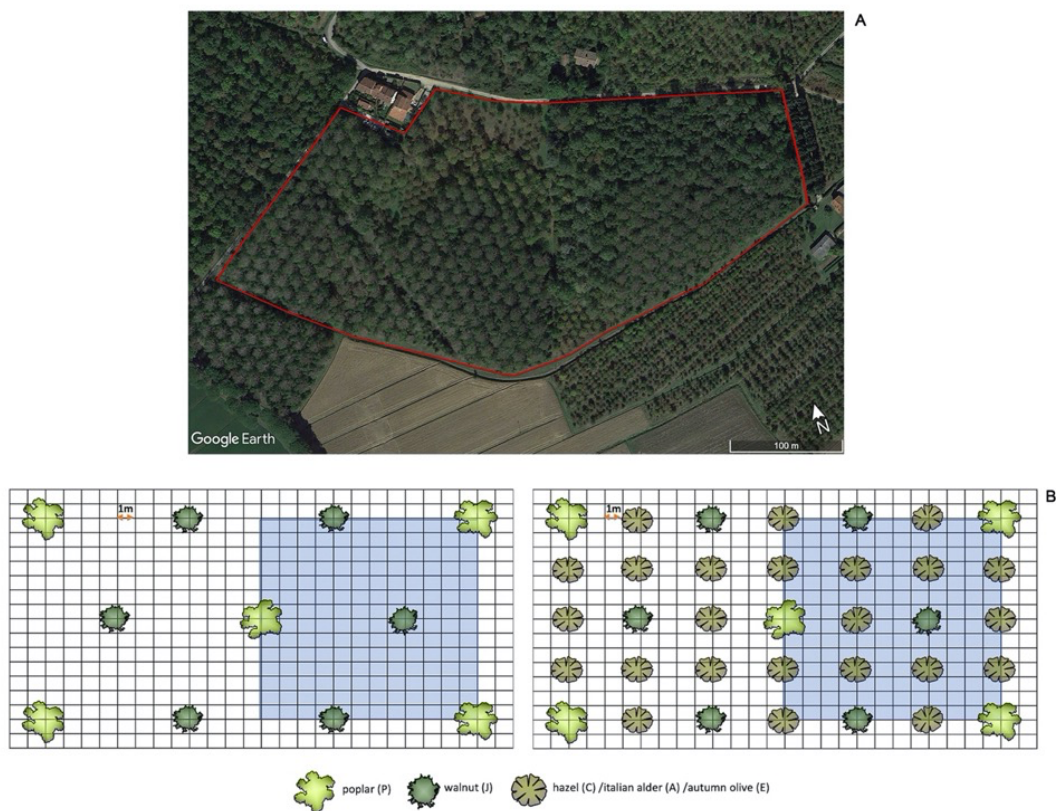 A
Google Earth
N
100 m
B
1m
1m
poplar (P)
walnut (J)
hazel (C) /italian alder (A) /autumn olive (E)